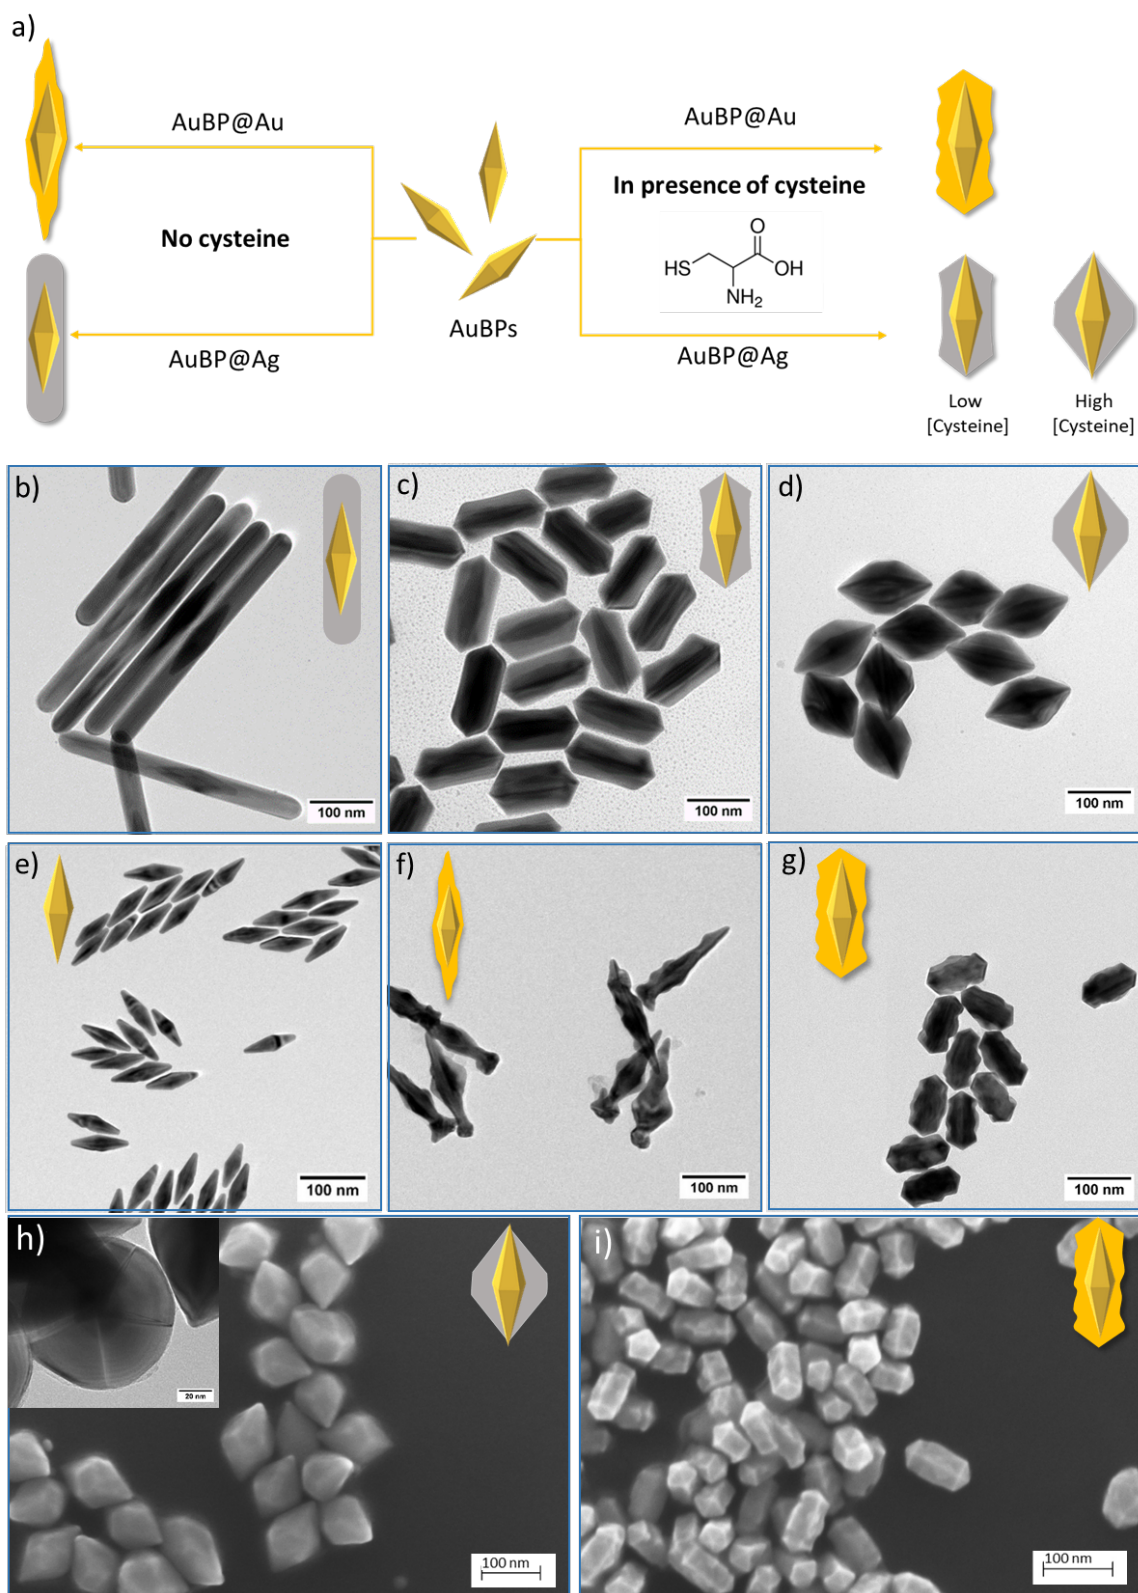 a)
AuBP@Au
AuBP@Au
No cysteine
In presence of cysteine
O
HS
OH
NH2
AuBPs
AuBP@Ag
AuBP@Ag
Low
[Cysteine]
High
[Cysteine]
b)
100 nm
c)
100 nm
d)
100 nm
e)
100 nm
f)
100 nm
g)
100 nm
h)
20 nm
100 nm
i)
100 nm